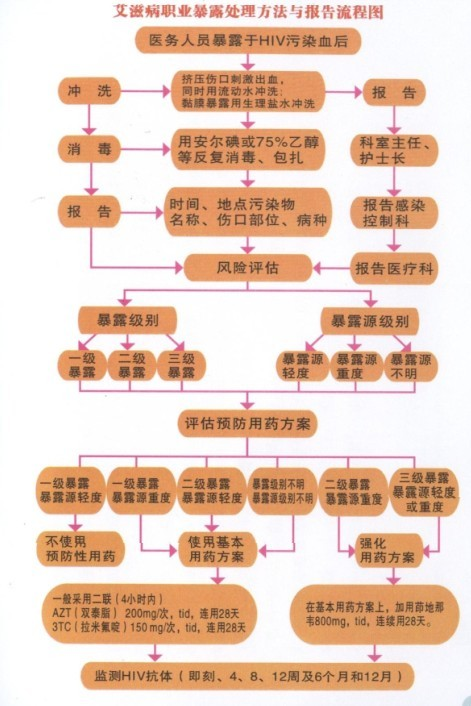 艾滋病职业暴露处理方法与报告流程图
医务人员暴露于HIV污染血后
冲 洗
挤压伤口刺激出血，
同时用流动水冲洗；
黏膜暴露用生理盐水冲洗
报 告
消 毒
用安尔碘或75%乙醇
等反复消毒、包扎
科室主任、
护士长
报 告
时间、地点污染物
名称、伤口部位、病种
报告感染
控制科
风险评估
报告医疗科
暴露级别
暴露源级别
一级
暴露
二级
暴露
三级
暴露
暴露源
轻度
暴露源
重度
暴露源
不明
评估预防用药方案
一级暴露
暴露源轻度
一级暴露
暴露源重度
二级暴露
暴露源轻度
暴露级别不明
暴露源级别不明
二级暴露
暴露源重度
三级暴露
暴露源轻度
或重度
不使用
预防性用药
使用基本
用药方案
强化
用药方案
一般采用二联（4小时内）
AZT（双泰脂）200mg/次，tid，连用28天
3TC（拉米氟啶）150mg/次，tid，连用28天
在基本用药方案上，加用茚地那
韦800mg，tid，连续用28天。
监测HIV抗体（即刻、4、8、12周及6个月和12月）